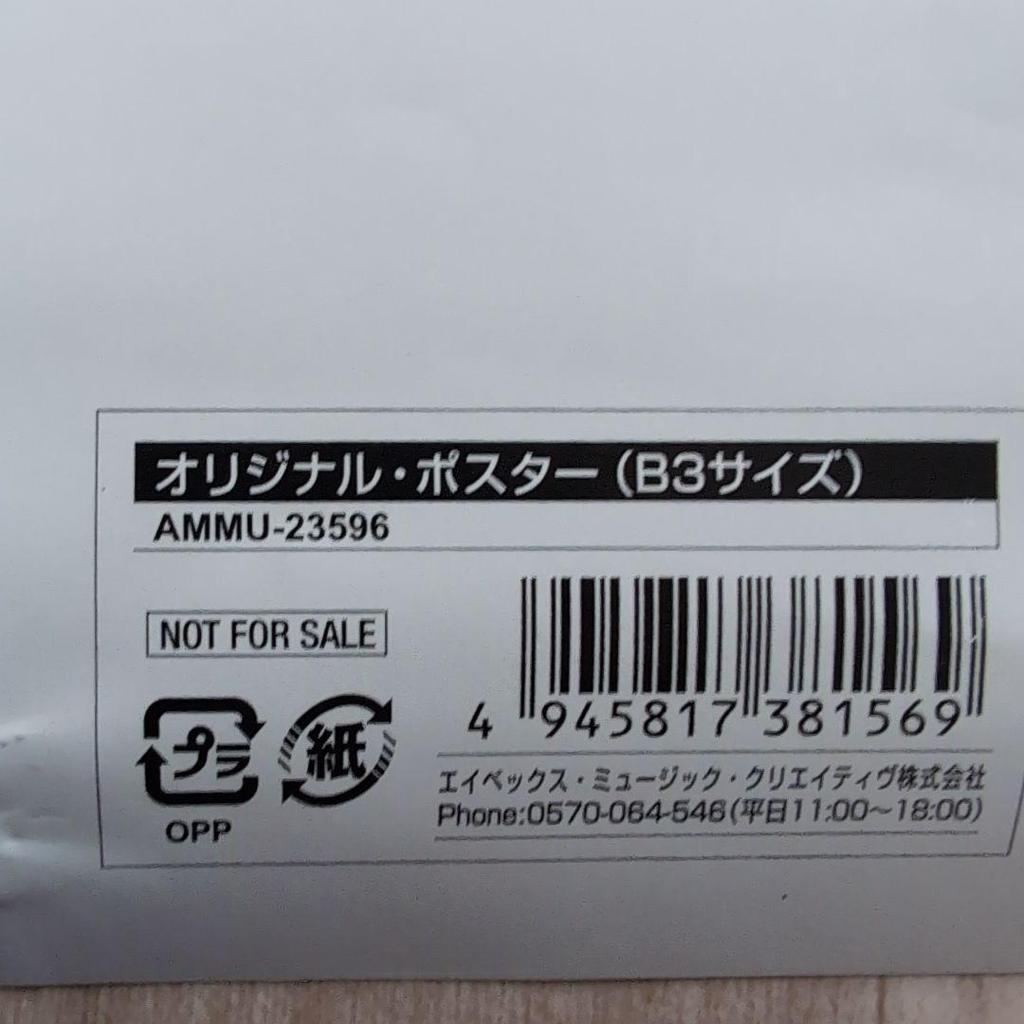 オリジナル・ポスター(B3サイズ)
AMMU-23596
NOT FOR SALE
4 945817 381569
プラ
紙
OPP
エイベックス・ミュージック・クリエイティヴ株式会社
Phone:0570-064-546(平日11:00〜18:00)